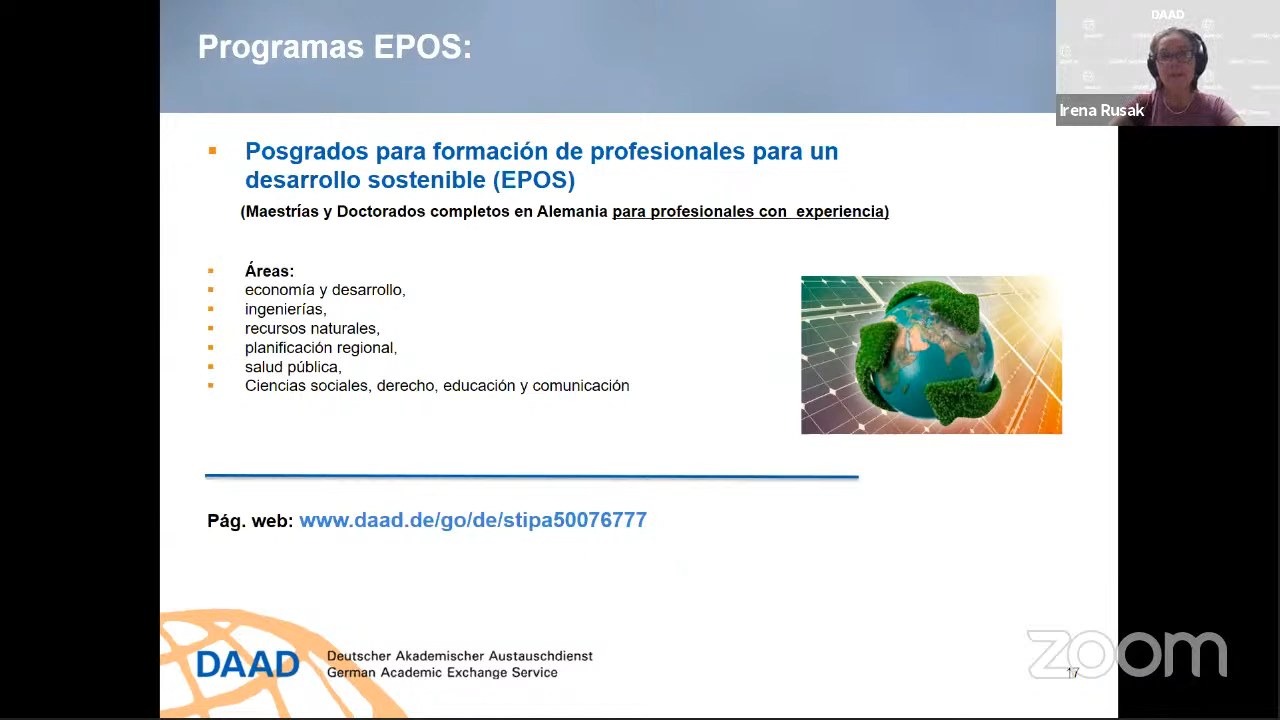 Programas EPOS:
DAAD
Irena Rusak
Posgrados para formación de profesionales para un
desarrollo sostenible (EPOS)
(Maestrías y Doctorados completos en Alemania para profesionales con experiencia)
Áreas:
economía y desarrollo,
ingenierías,
recursos naturales,
planificación regional,
salud pública,
Ciencias sociales, derecho, educación y comunicación
Pág. web: www.daad.de/go/de/stipa50076777
DAAD
Deutscher Akademischer Austauschdienst
German Academic Exchange Service
zoom
17